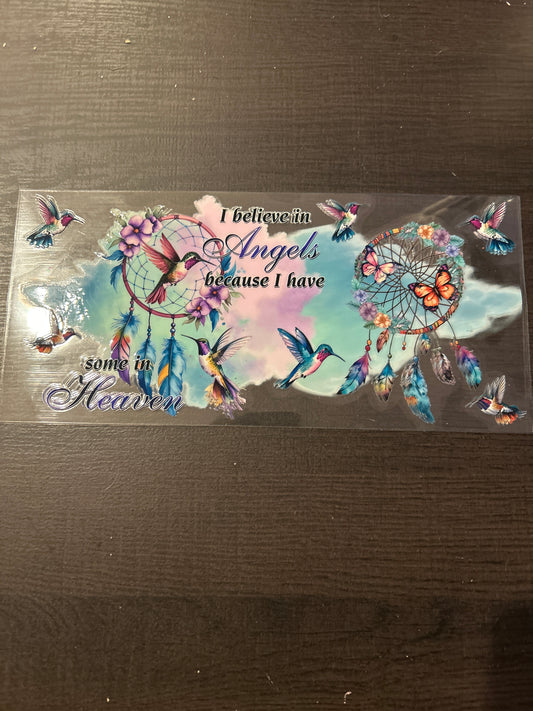 I believe in
Angels
because I have
some in
Heaven